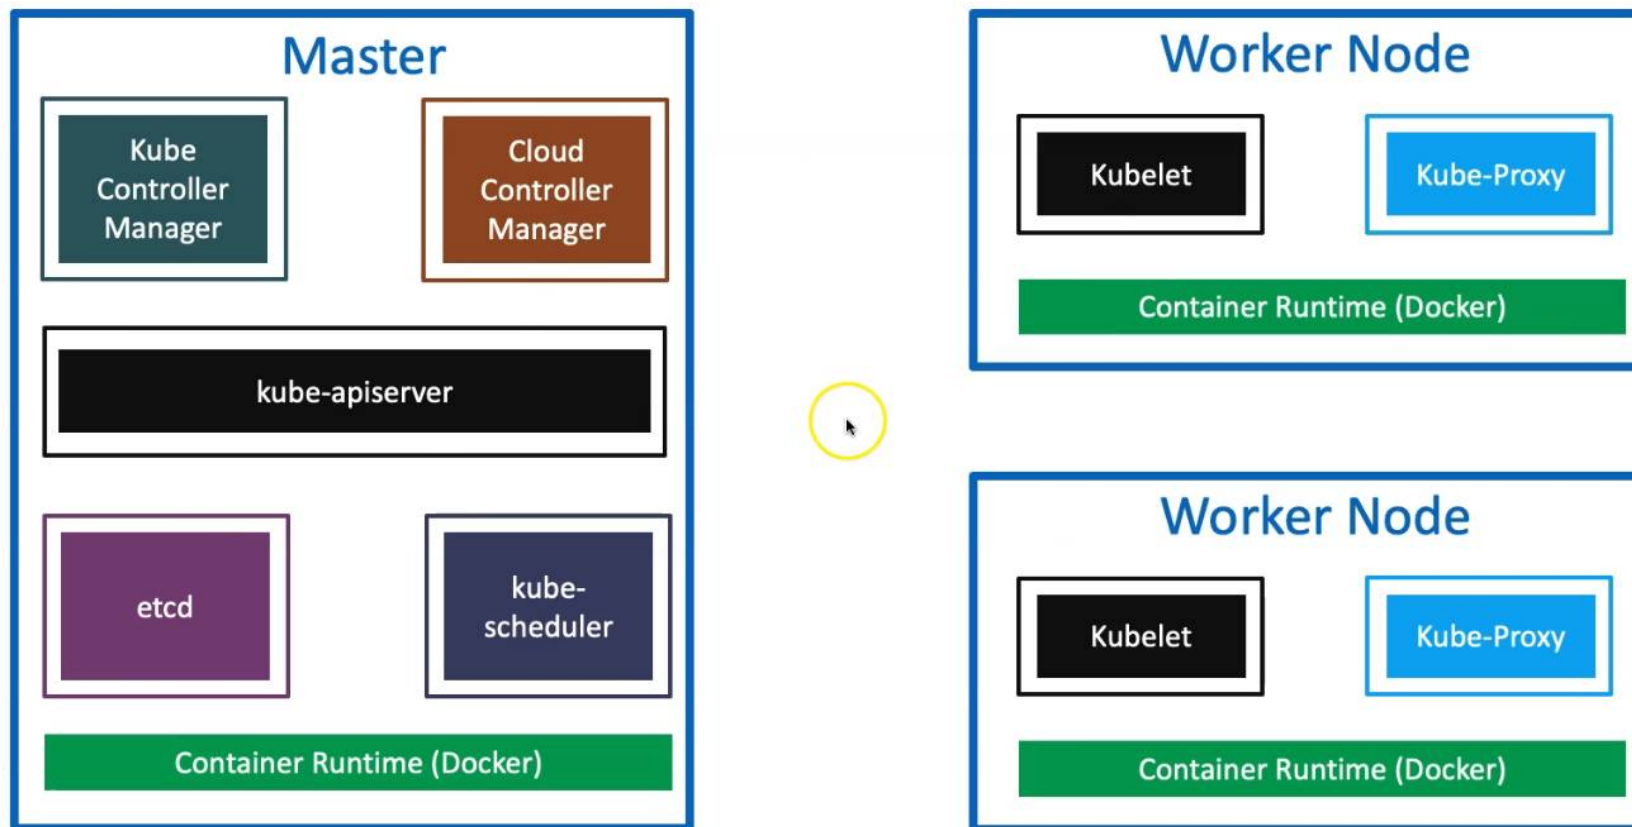 Master
Kube
Controller
Manager
Cloud
Controller
Manager
kube-apiserver
etcd
kube-
scheduler
Container Runtime (Docker)
Worker Node
Kubelet
Kube-Proxy
Container Runtime (Docker)
Worker Node
Kubelet
Kube-Proxy
Container Runtime (Docker)